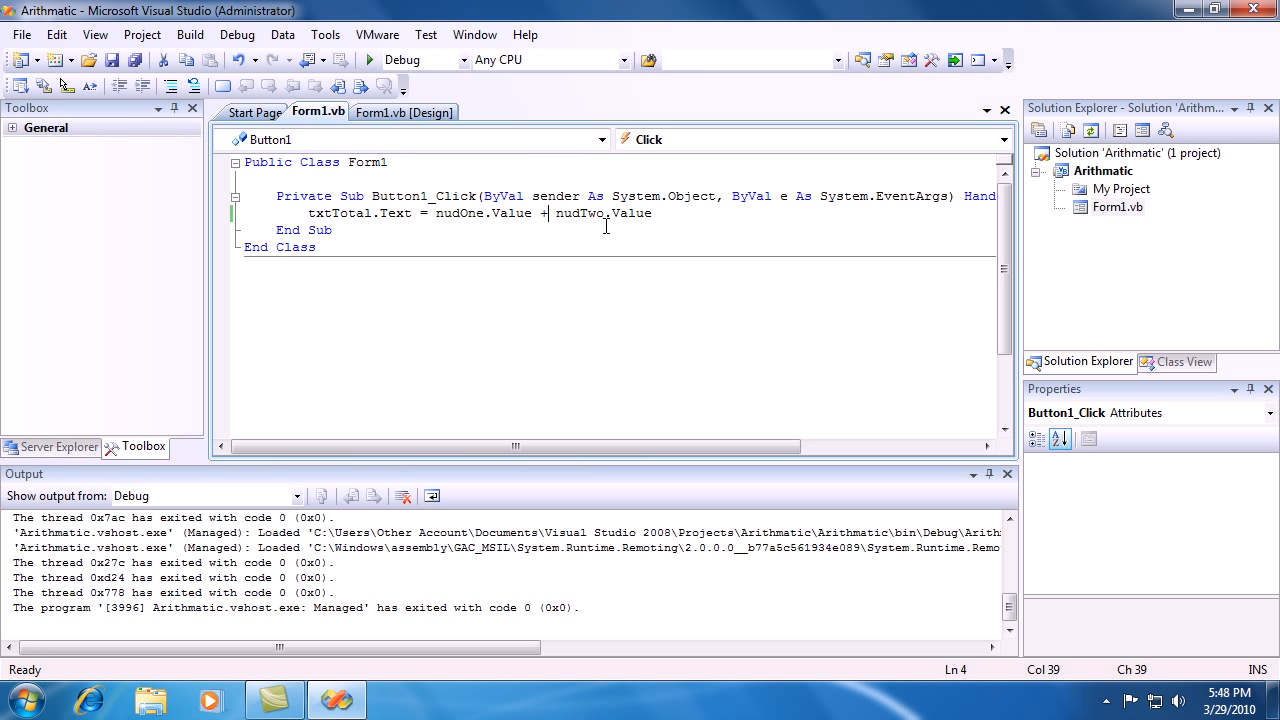 Arithmatic - Microsoft Visual Studio (Administrator)
File Edit View Project Build Debug Data Tools VMware Test Window Help
Debug Any CPU
Toolbox
General
Server Explorer Toolbox
Start Page Form1.vb Form1.vb [Design]
Button1 Click
Public Class Form1
Private Sub Button1_Click(ByVal sender As System.Object, ByVal e As System.EventArgs) Hand
txtTotal.Text = nudOne.Value + nudTwo.Value
End Sub
End Class
Solution Explorer - Solution 'Arithm...
Solution 'Arithmatic' (1 project)
Arithmatic
My Project
Form1.vb
Solution Explorer Class View
Properties
Button1_Click Attributes
Output
Show output from: Debug
The thread 0x7ac has exited with code 0 (0x0).
'Arithmatic.vshost.exe' (Managed): Loaded 'C:\Users\Other Account\Documents\Visual Studio 2008\Projects\Arithmatic\Arithmatic\bin\Debug\Arith
'Arithmatic.vshost.exe' (Managed): Loaded 'C:\Windows\assembly\GAC_MSIL\System.Runtime.Remoting\2.0.0.0__b77a5c561934e089\System.Runtime.Remo
The thread 0x27c has exited with code 0 (0x0).
The thread 0xd24 has exited with code 0 (0x0).
The thread 0x778 has exited with code 0 (0x0).
The program '[3996] Arithmatic.vshost.exe: Managed' has exited with code 0 (0x0).
Ready Ln 4 Col 39 Ch 39 INS
5:48 PM
3/29/2010